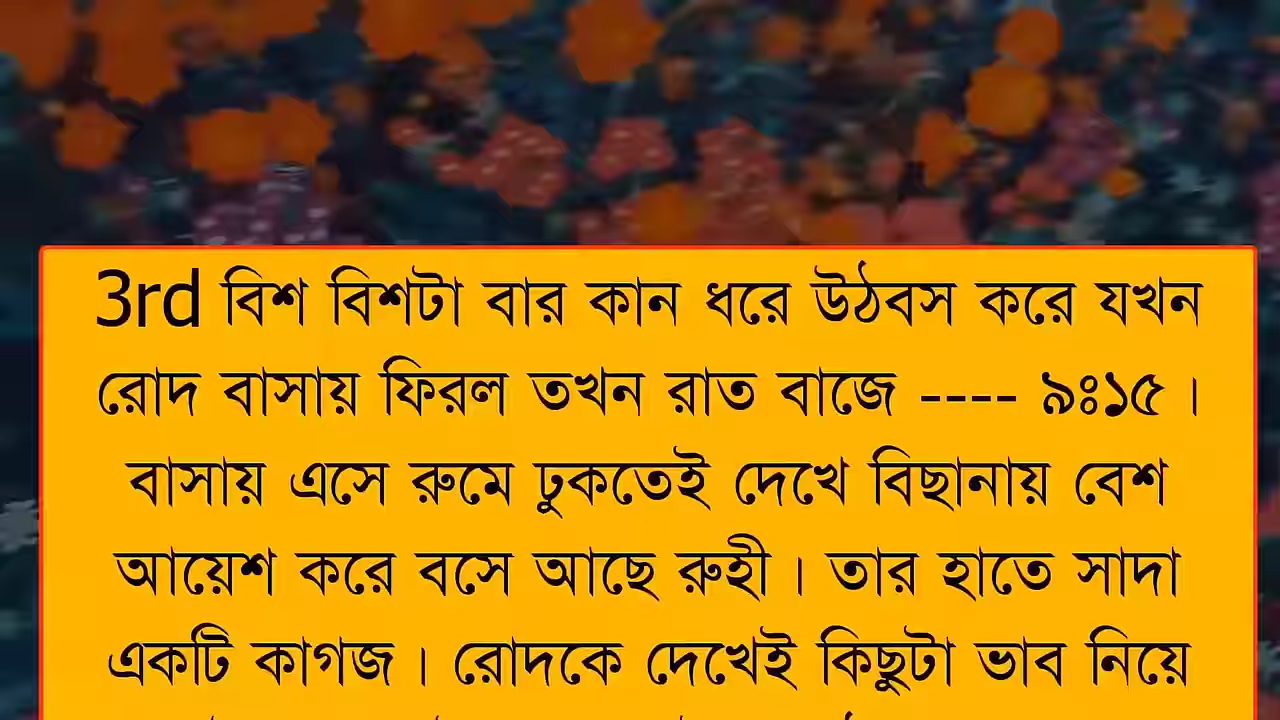 3rd বিশ বিশটা বার কান ধরে উঠবস করে যখন
রোদ বাসায় ফিরল তখন রাত বাজে ---- ৯ঃ১৫।
বাসায় এসে রুমে ঢুকতেই দেখে বিছানায় বেশ
আয়েশ করে বসে আছে রুহী। তার হাতে সাদা
একটি কাগজ। রোদকে দেখেই কিছুটা ভাব নিয়ে